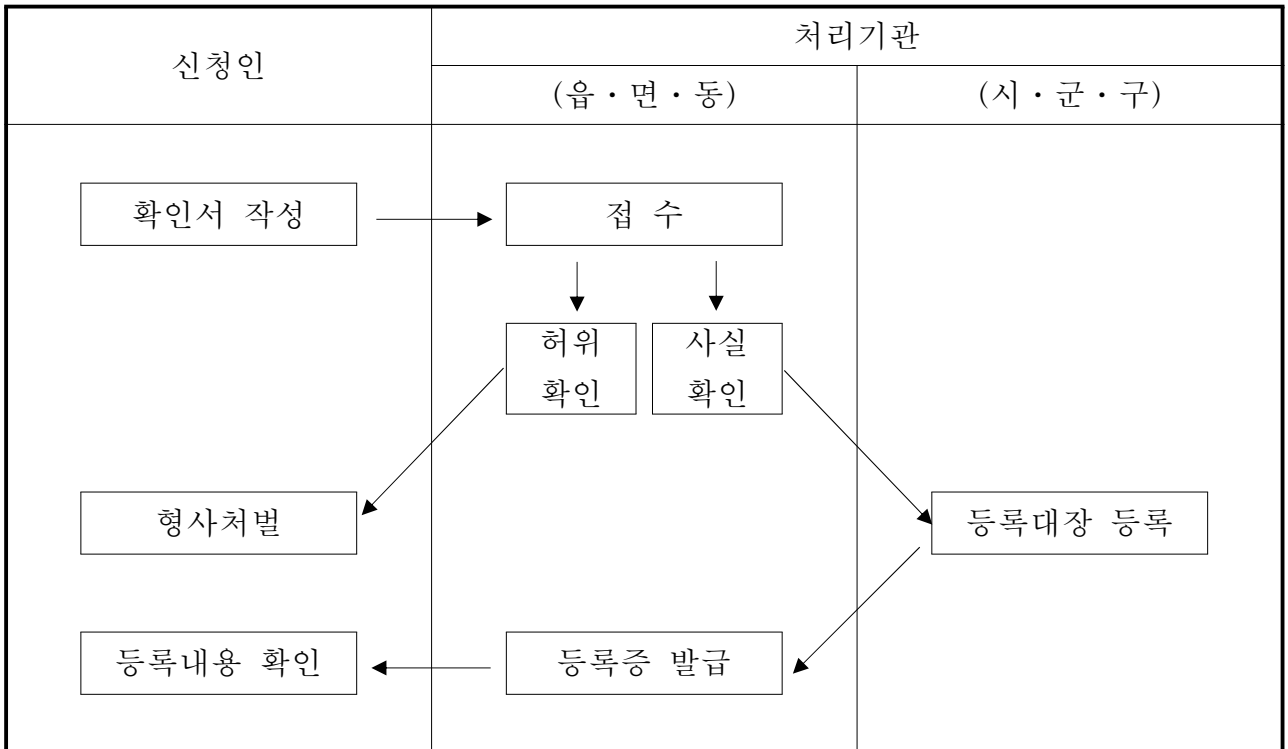 신청인
처리기관
(읍・면・동)
(시・군・구)
확인서 작성
접 수
허위
확인
사실
확인
형사처벌
등록대장 등록
등록내용 확인
등록증 발급